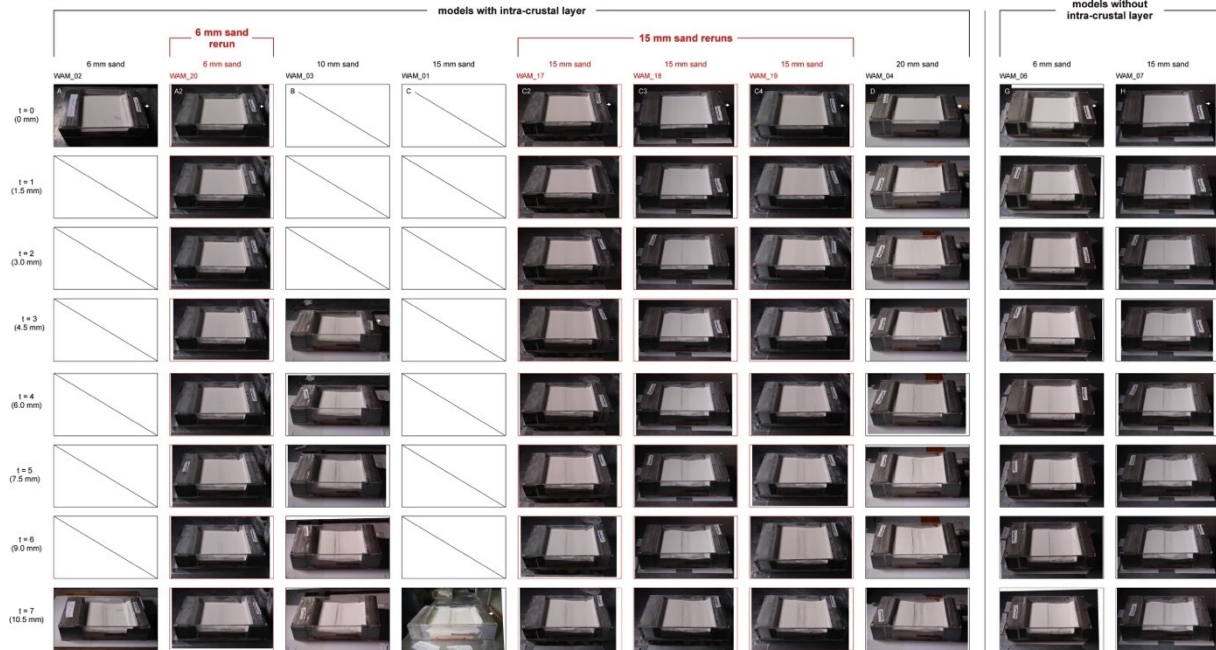 models with intra-crustal layer
models without
intra-crustal layer
6 mm sand
rerun
15 mm sand reruns
6 mm sand
6 mm sand
10 mm sand
15 mm sand
15 mm sand
15 mm sand
15 mm sand
20 mm sand
6 mm sand
15 mm sand
WAM_02
WAM_20
WAM_03
WAM_01
WAM_17
WAM_18
WAM_19
WAM_04
WAM_06
WAM_07
A
A2
B
C
C2
C3
C4
D
G
H
t = 0
(0 mm)
t = 1
(1.5 mm)
t = 2
(3.0 mm)
t = 3
(4.5 mm)
t = 4
(6.0 mm)
t = 5
(7.5 mm)
t = 6
(9.0 mm)
t = 7
(10.5 mm)